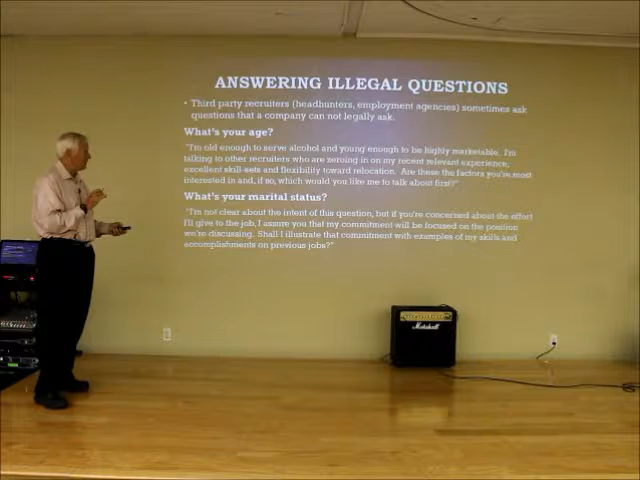 ANSWERING ILLEGAL QUESTIONS
• Third party recruiters (headhunters, employment agencies) sometimes ask
questions that a company can not legally ask.
What's your age?
"I'm old enough to serve alcohol and young enough to be highly marketable. I'm
talking to other recruiters who are zeroing in on my recent relevant experience,
excellent skill-sets and flexibility toward relocation. Are these the factors you're most
interested in and, if so, which would you like me to talk about first?"
What's your marital status?
"I'm not clear about the intent of this question, but if you're concerned about the effort
I'll give to the job, I assure you that my commitment will be focused on the position
we're discussing. Shall I illustrate that commitment with examples of my skills and
accomplishments on previous jobs?"
Marshall